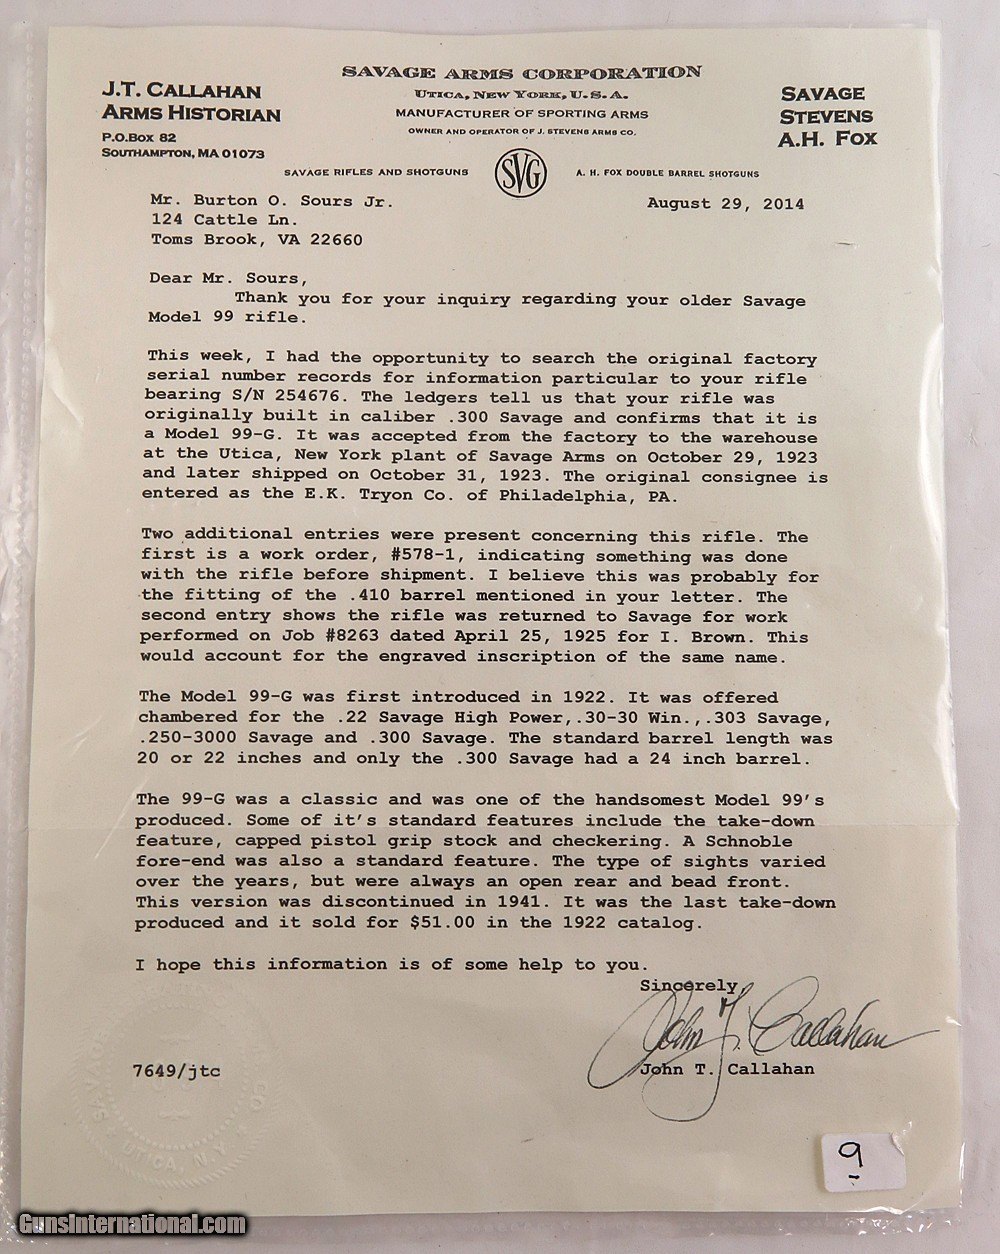 J.T. CALLAHAN
ARMS HISTORIAN
P.O.BOX 82
SOUTHAMPTON, MA 01073
SAVAGE ARMS CORPORATION
UTICA, NEW YORK, U.S.A.
MANUFACTURER OF SPORTING ARMS
OWNER AND OPERATOR OF J. STEVENS ARMS CO.
SAVAGE
STEVENS
A.H. FOX
SAVAGE RIFLES AND SHOTGUNS
SVG
A. H. FOX DOUBLE BARREL SHOTGUNS
Mr. Burton O. Sours Jr.
124 Cattle Ln.
Toms Brook, VA 22660
August 29, 2014
Dear Mr. Sours,
Thank you for your inquiry regarding your older Savage
Model 99 rifle.
This week, I had the opportunity to search the original factory
serial number records for information particular to your rifle
bearing S/N 254676. The ledgers tell us that your rifle was
originally built in caliber .300 Savage and confirms that it is
a Model 99-G. It was accepted from the factory to the warehouse
at the Utica, New York plant of Savage Arms on October 29, 1923
and later shipped on October 31, 1923. The original consignee is
entered as the E.K. Tryon Co. of Philadelphia, PA.
Two additional entries were present concerning this rifle. The
first is a work order, #578-1, indicating something was done
with the rifle before shipment. I believe this was probably for
the fitting of the .410 barrel mentioned in your letter. The
second entry shows the rifle was returned to Savage for work
performed on Job #8263 dated April 25, 1925 for I. Brown. This
would account for the engraved inscription of the same name.
The Model 99-G was first introduced in 1922. It was offered
chambered for the .22 Savage High Power,.30-30 Win.,.303 Savage,
.250-3000 Savage and .300 Savage. The standard barrel length was
20 or 22 inches and only the .300 Savage had a 24 inch barrel.
The 99-G was a classic and was one of the handsomest Model 99's
produced. Some of it's standard features include the take-down
feature, capped pistol grip stock and checkering. A Schnoble
fore-end was also a standard feature. The type of sights varied
over the years, but were always an open rear and bead front.
This version was discontinued in 1941. It was the last take-down
produced and it sold for $51.00 in the 1922 catalog.
I hope this information is of some help to you.
Sincerely,
John T. Callahan
John T. Callahan
7649/jtc
UTICA, N.Y.
9
GunsInternational.com